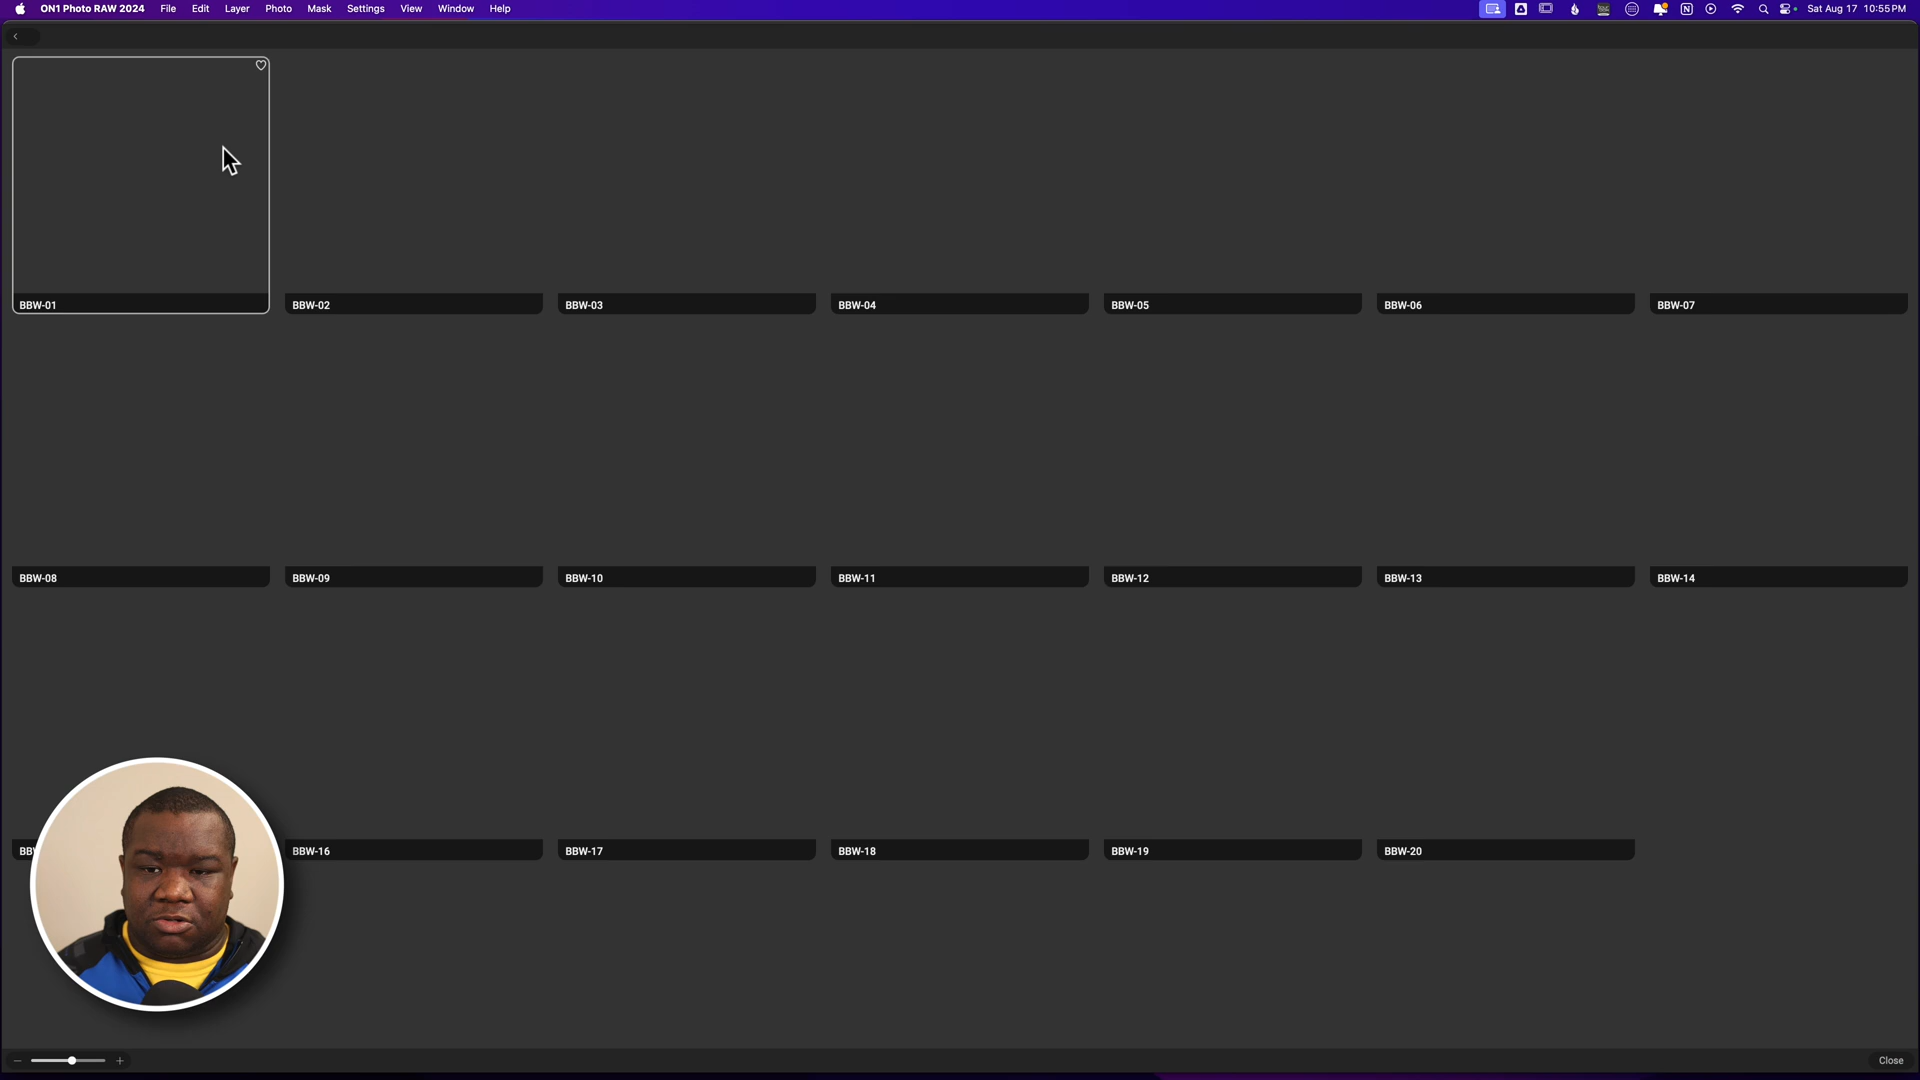 ON1 Photo RAW 2024 File Edit Layer Photo Mask Settings View Window Help Sat Aug 17 10:55 PM
BBW-01 BBW-02 BBW-03 BBW-04 BBW-05 BBW-06 BBW-07
BBW-08 BBW-09 BBW-10 BBW-11 BBW-12 BBW-13 BBW-14
BBW-16 BBW-17 BBW-18 BBW-19 BBW-20
Close